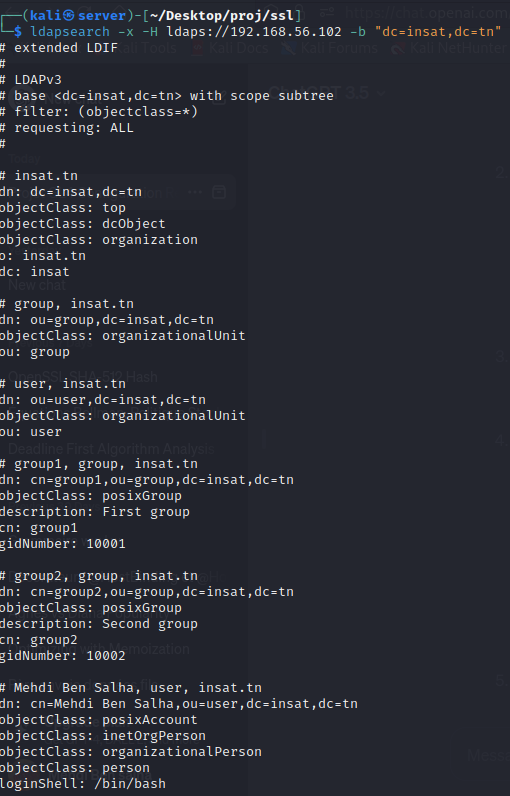 (kali㉿server)-[~/Desktop/proj/ssl]
$ ldapsearch -x -H ldaps://192.168.56.102 -b "dc=insat,dc=tn"
# extended LDIF
#
# LDAPv3
# base <dc=insat,dc=tn> with scope subtree
# filter: (objectclass=*)
# requesting: ALL
#
# insat.tn
dn: dc=insat,dc=tn
objectClass: top
objectClass: dcObject
objectClass: organization
o: insat.tn
dc: insat
# group, insat.tn
dn: ou=group,dc=insat,dc=tn
objectClass: organizationalUnit
ou: group
# user, insat.tn
dn: ou=user,dc=insat,dc=tn
objectClass: organizationalUnit
ou: user
# group1, group, insat.tn
dn: cn=group1,ou=group,dc=insat,dc=tn
objectClass: posixGroup
description: First group
cn: group1
gidNumber: 10001
# group2, group, insat.tn
dn: cn=group2,ou=group,dc=insat,dc=tn
objectClass: posixGroup
description: Second group
cn: group2
gidNumber: 10002
# Mehdi Ben Salha, user, insat.tn
dn: cn=Mehdi Ben Salha,ou=user,dc=insat,dc=tn
objectClass: posixAccount
objectClass: inetOrgPerson
objectClass: organizationalPerson
objectClass: person
loginShell: /bin/bash